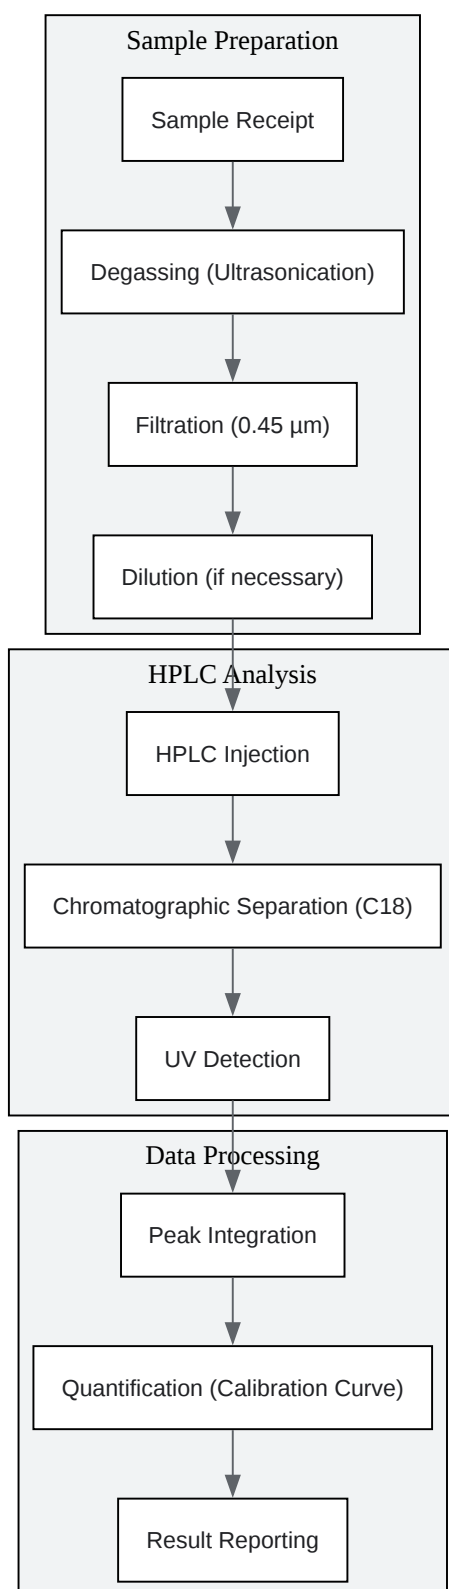 Sample Preparation
Sample Receipt
Degassing (Ultrasonication)
Filtration (0.45 µm)
Dilution (if necessary)
HPLC Analysis
HPLC Injection
Chromatographic Separation (C18)
UV Detection
Data Processing
Peak Integration
Quantification (Calibration Curve)
Result Reporting